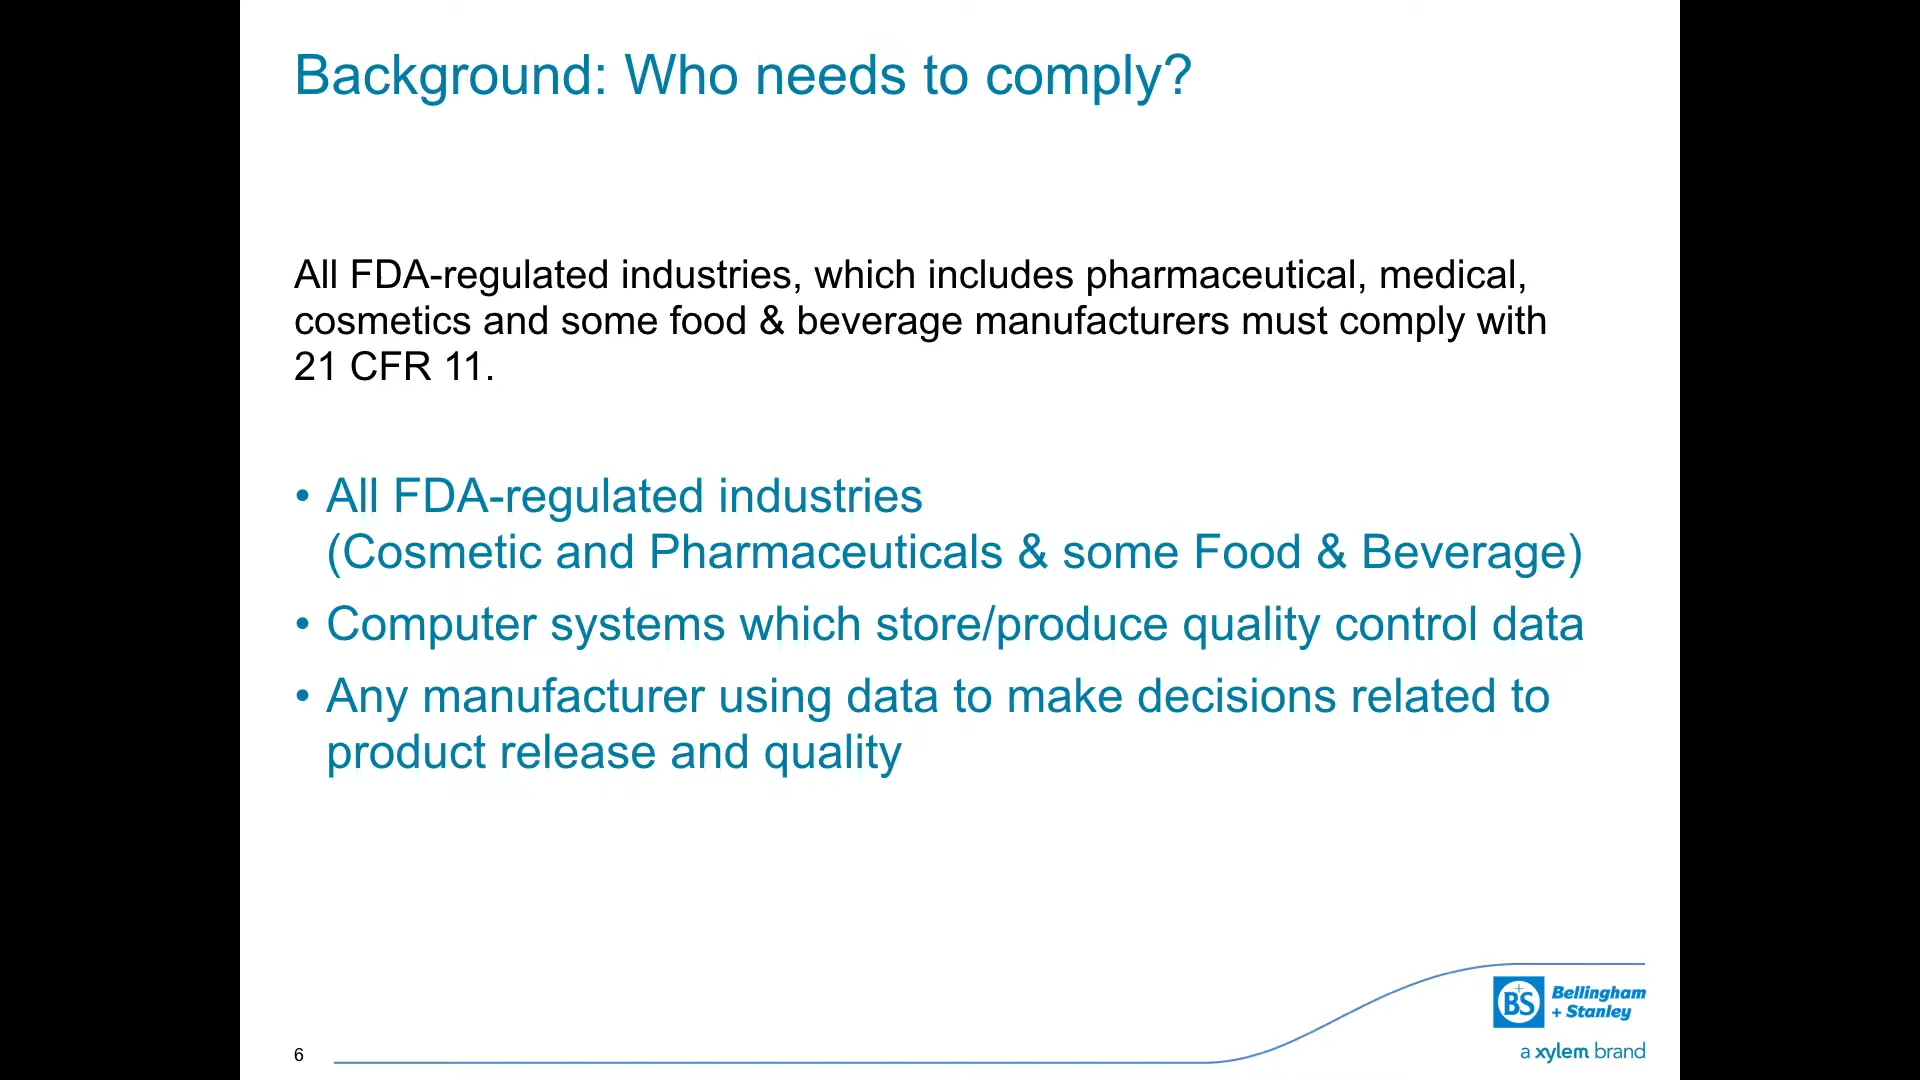 Background: Who needs to comply?
All FDA-regulated industries, which includes pharmaceutical, medical,
cosmetics and some food & beverage manufacturers must comply with
21 CFR 11.
• All FDA-regulated industries
(Cosmetic and Pharmaceuticals & some Food & Beverage)
• Computer systems which store/produce quality control data
• Any manufacturer using data to make decisions related to
product release and quality
BS
Bellingham
+ Stanley
a xylem brand
6